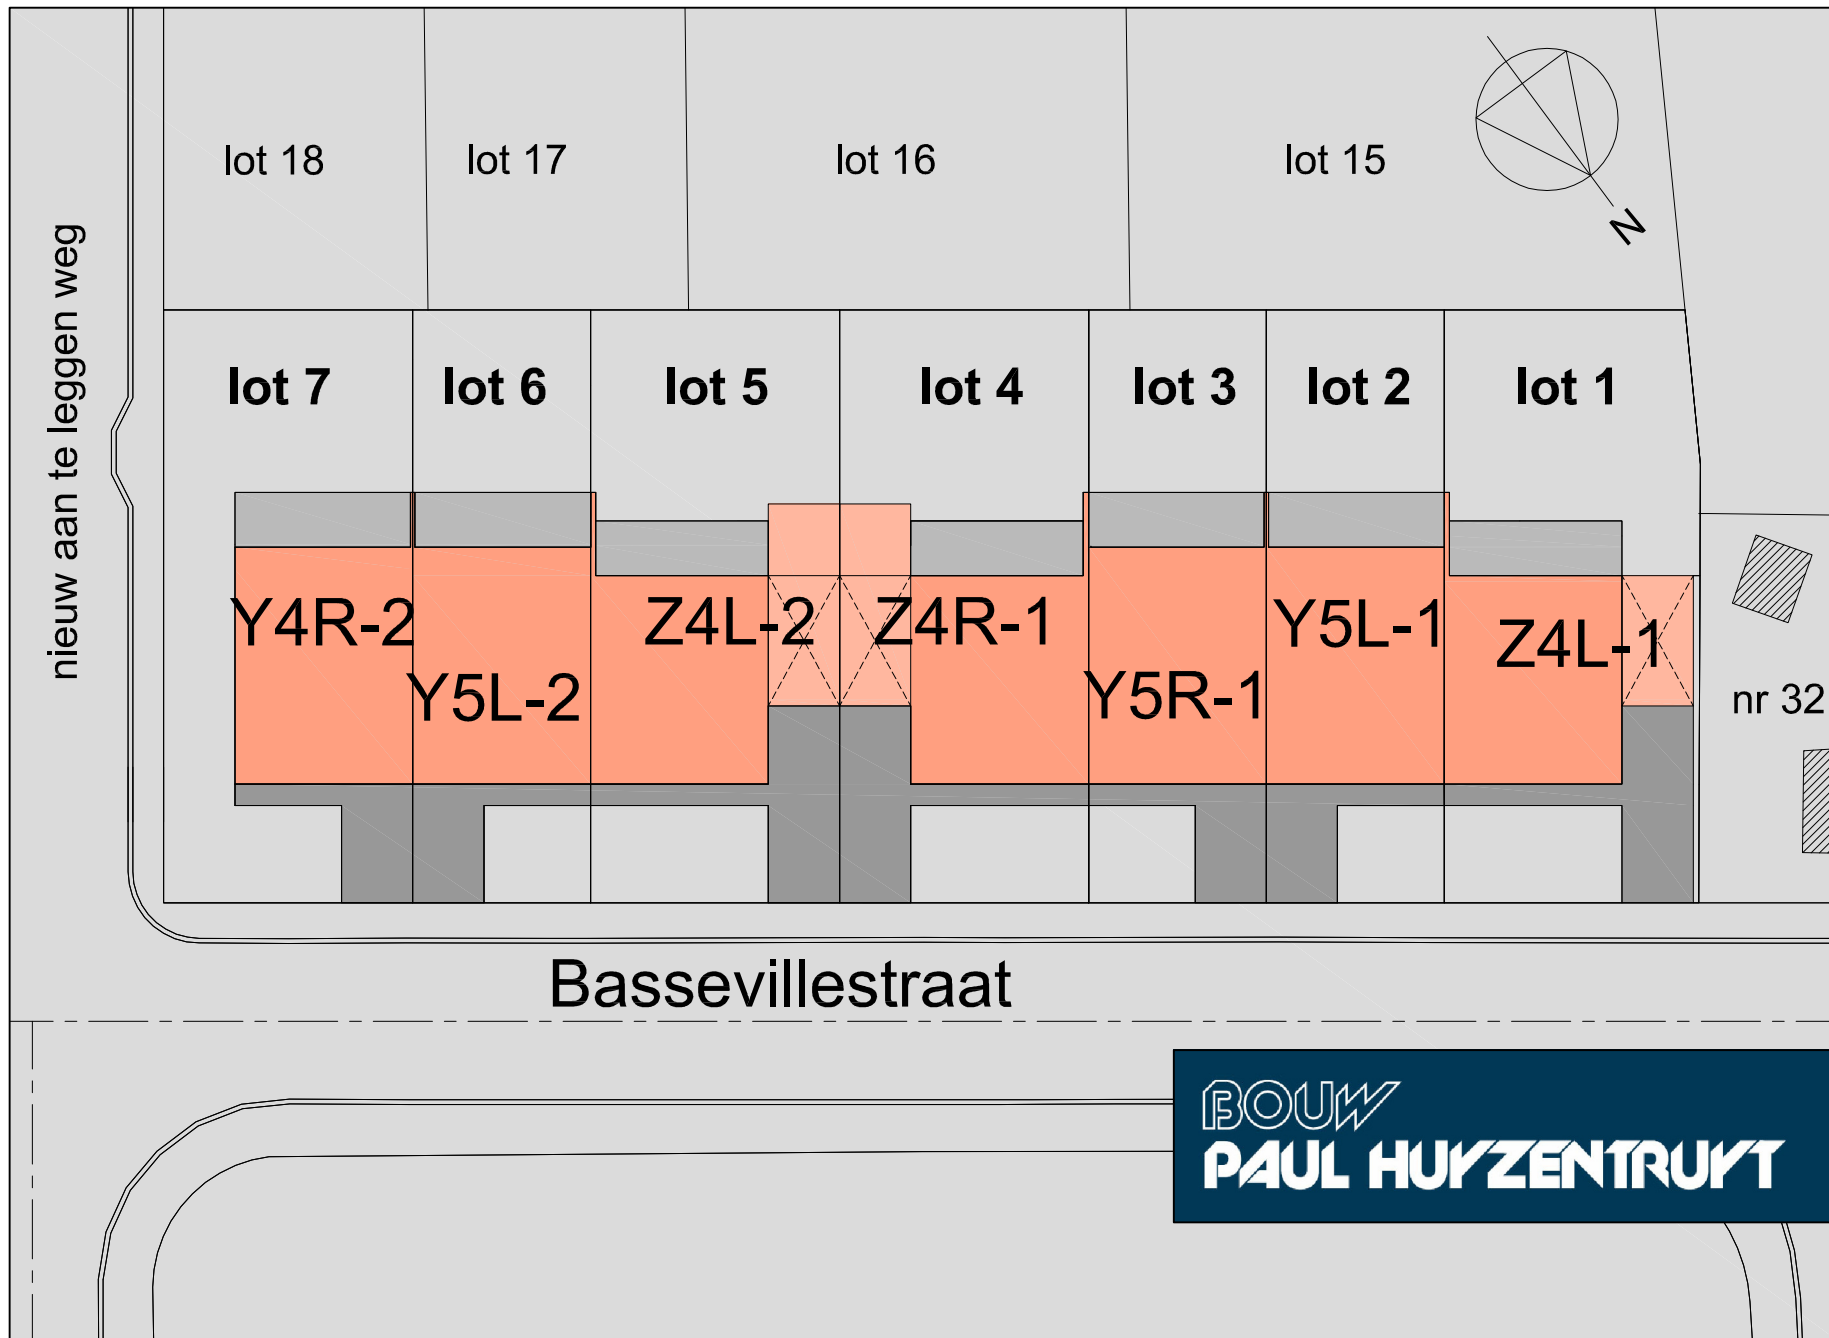 lot 18
lot 17
lot 16
lot 15
N
nieuw aan te leggen weg
lot 7
lot 6
lot 5
lot 4
lot 3
lot 2
lot 1
Y4R-2
Y5L-2
Z4L-2
Z4R-1
Y5R-1
Y5L-1
Z4L-1
nr 32
Bassevillestraat
BOUW
PAUL HUYZENTRUYT